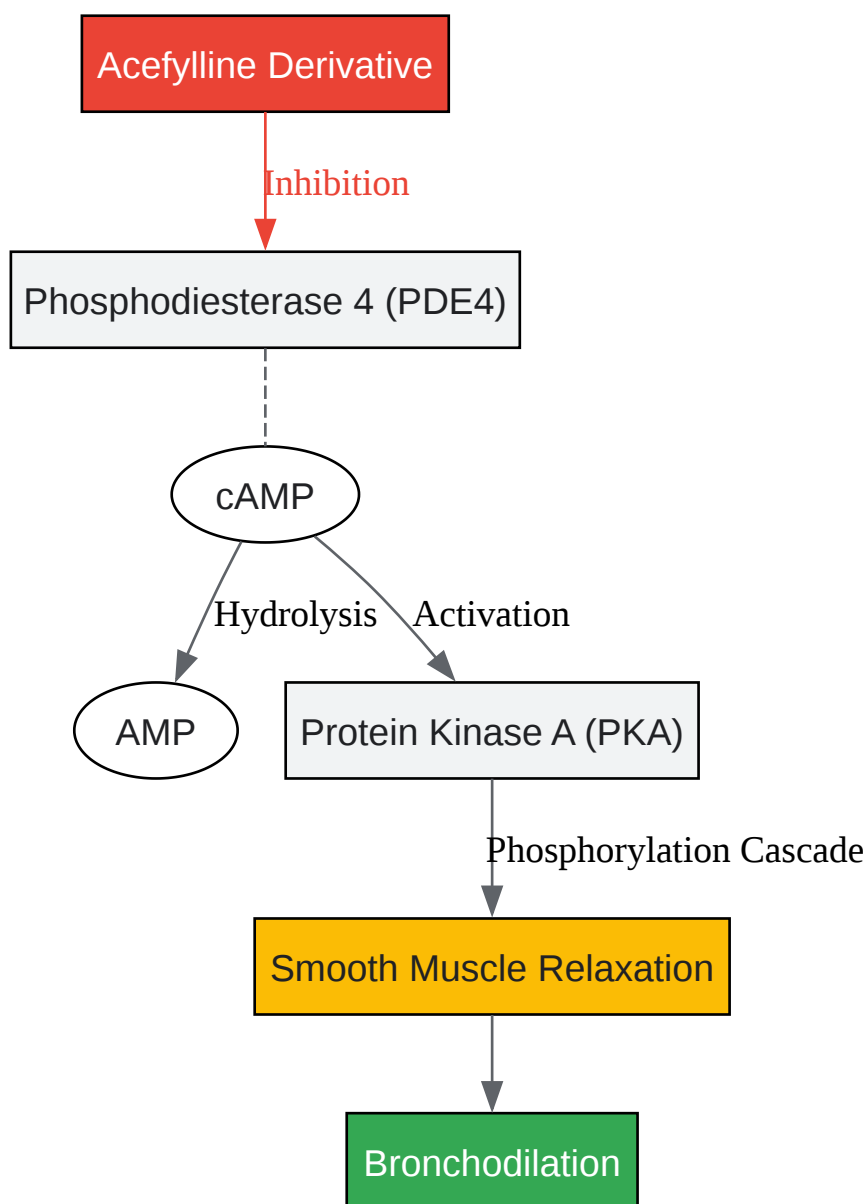 Acefylline Derivative
Inhibition
Phosphodiesterase 4 (PDE4)
cAMP
Hydrolysis
Activation
AMP
Protein Kinase A (PKA)
Phosphorylation Cascade
Smooth Muscle Relaxation
Bronchodilation